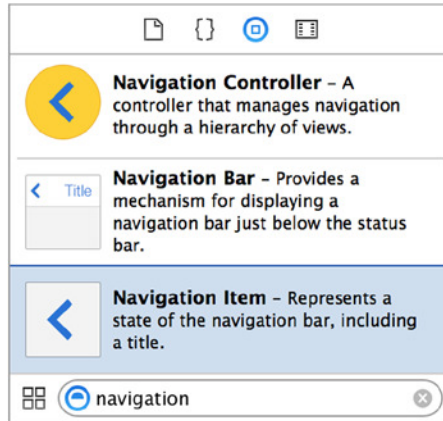 Navigation Controller – A
controller that manages navigation
through a hierarchy of views.
Title
Navigation Bar – Provides a
mechanism for displaying a
navigation bar just below the status
bar.
Navigation Item – Represents a
state of the navigation bar, including
a title.
navigation